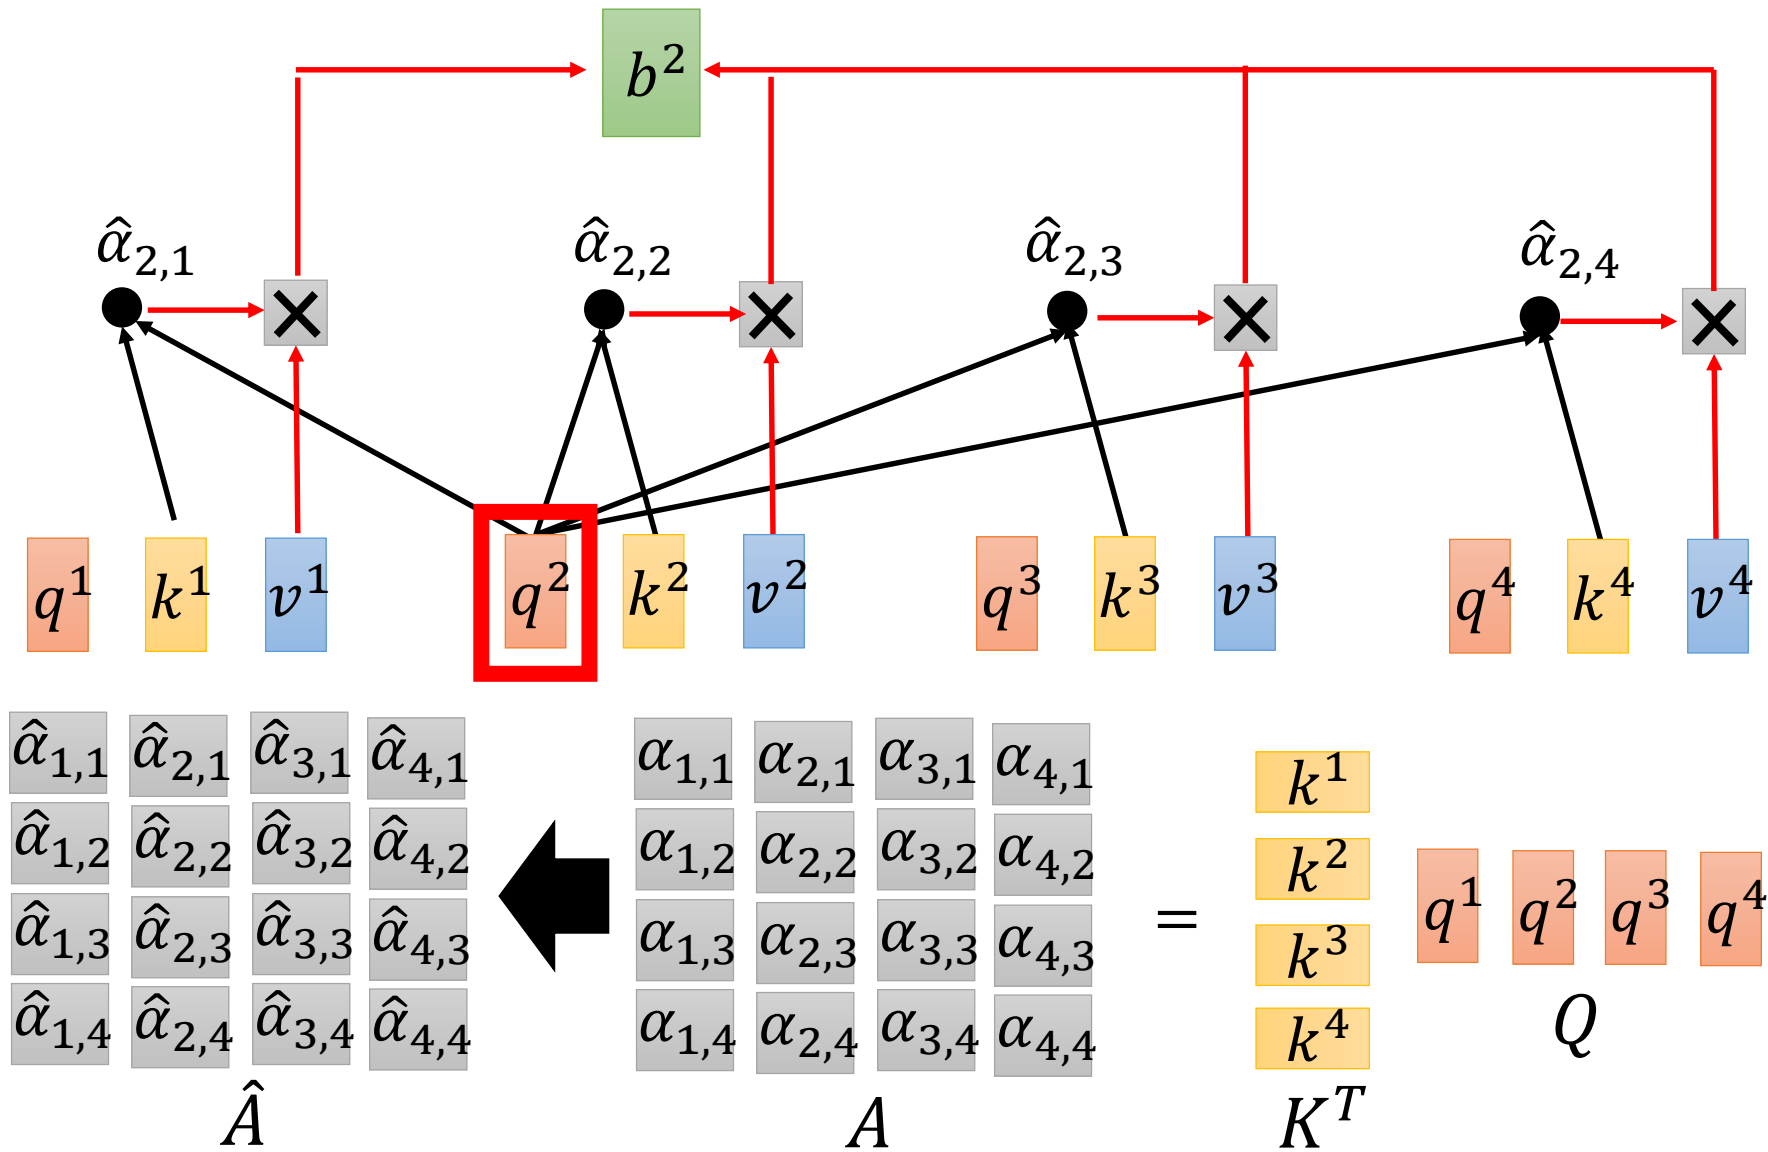 b²
α̂₂,₁ α̂₂,₂ α̂₂,₃ α̂₂,₄
× × × ×
q¹ k¹ v¹ q² k² v² q³ k³ v³ q⁴ k⁴ v⁴
α̂₁,₁ α̂₂,₁ α̂₃,₁ α̂₄,₁ α₁,₁ α₂,₁ α₃,₁ α₄,₁ k¹
α̂₁,₂ α̂₂,₂ α̂₃,₂ α̂₄,₂ α₁,₂ α₂,₂ α₃,₂ α₄,₂ k²
α̂₁,₃ α̂₂,₃ α̂₃,₃ α̂₄,₃ α₁,₃ α₂,₃ α₃,₃ α₄,₃ = k³ q¹ q² q³ q⁴
α̂₁,₄ α̂₂,₄ α̂₃,₄ α̂₄,₄ α₁,₄ α₂,₄ α₃,₄ α₄,₄ k⁴
Â A Kᵀ Q